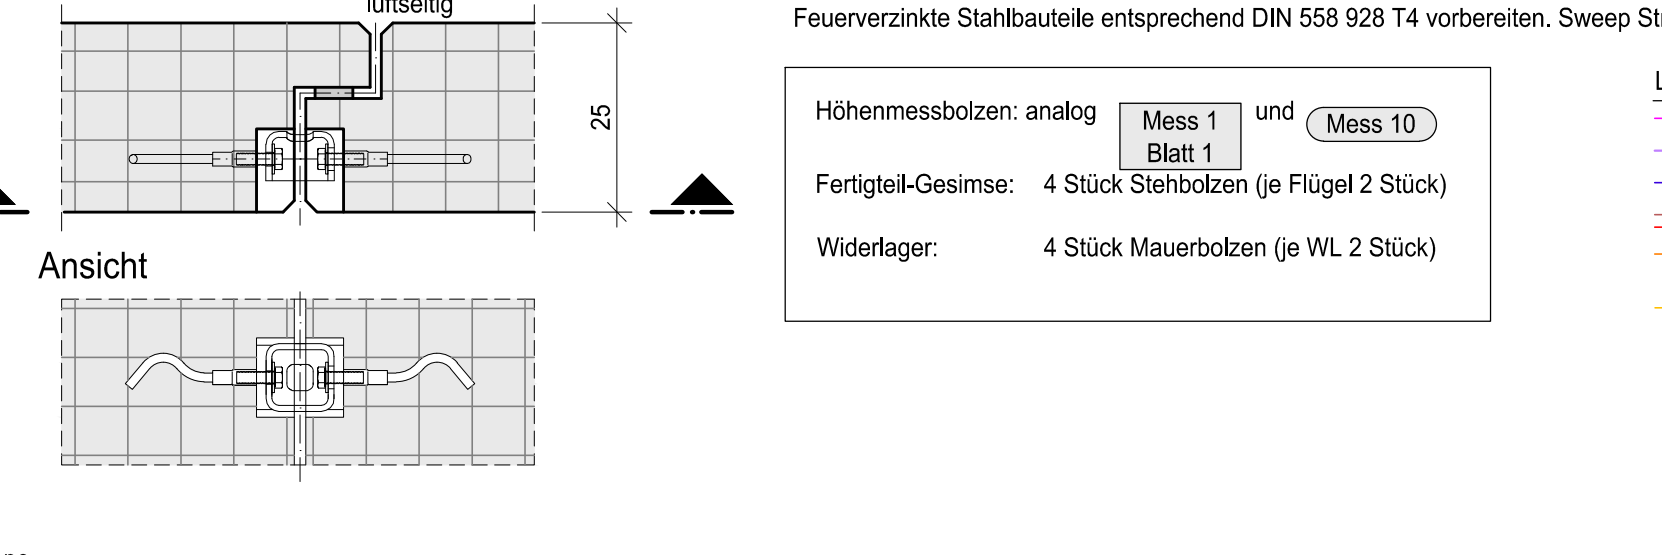 luftseitig
25
Ansicht
Feuerverzinkte Stahlbauteile entsprechend DIN 558 928 T4 vorbereiten. Sweep
Höhenmessbolzen: analog Mess 1 Blatt 1 und Mess 10
Fertigteil-Gesimse: 4 Stück Stehbolzen (je Flügel 2 Stück)
Widerlager: 4 Stück Mauerbolzen (je WL 2 Stück)